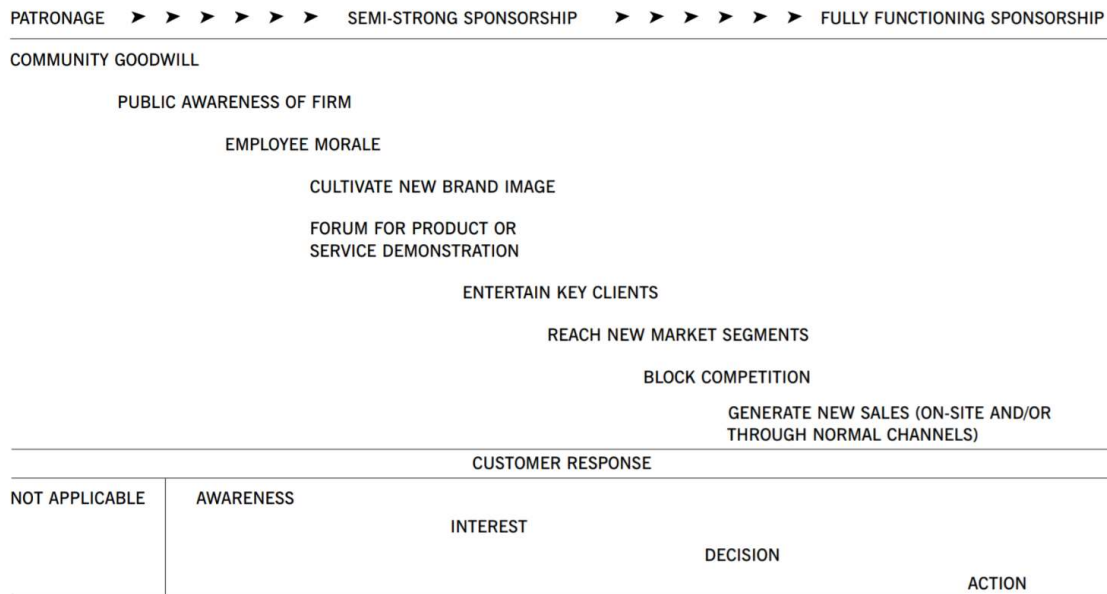 PATRONAGE ➤ ➤ ➤ ➤ ➤ ➤ SEMI-STRONG SPONSORSHIP ➤ ➤ ➤ ➤ ➤ ➤ FULLY FUNCTIONING SPONSORSHIP
COMMUNITY GOODWILL
PUBLIC AWARENESS OF FIRM
EMPLOYEE MORALE
CULTIVATE NEW BRAND IMAGE
FORUM FOR PRODUCT OR
SERVICE DEMONSTRATION
ENTERTAIN KEY CLIENTS
REACH NEW MARKET SEGMENTS
BLOCK COMPETITION
GENERATE NEW SALES (ON-SITE AND/OR
THROUGH NORMAL CHANNELS)
CUSTOMER RESPONSE
NOT APPLICABLE AWARENESS
INTEREST
DECISION
ACTION